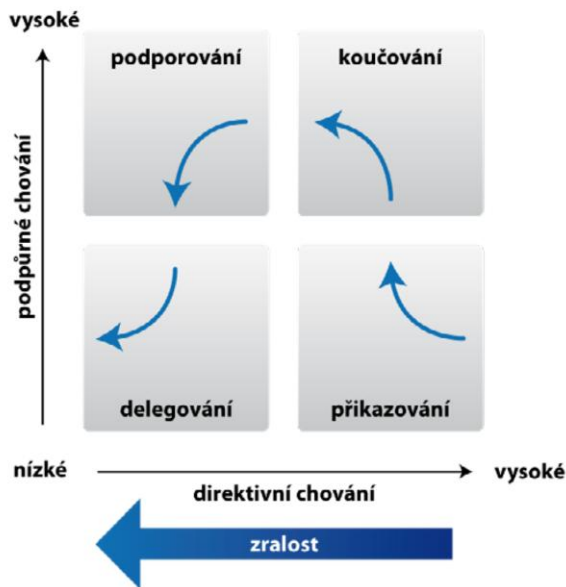 vysoké
podporování
koučování
podpůrné chování
delegování
přikazování
nízké
vysoké
direktivní chování
zralost